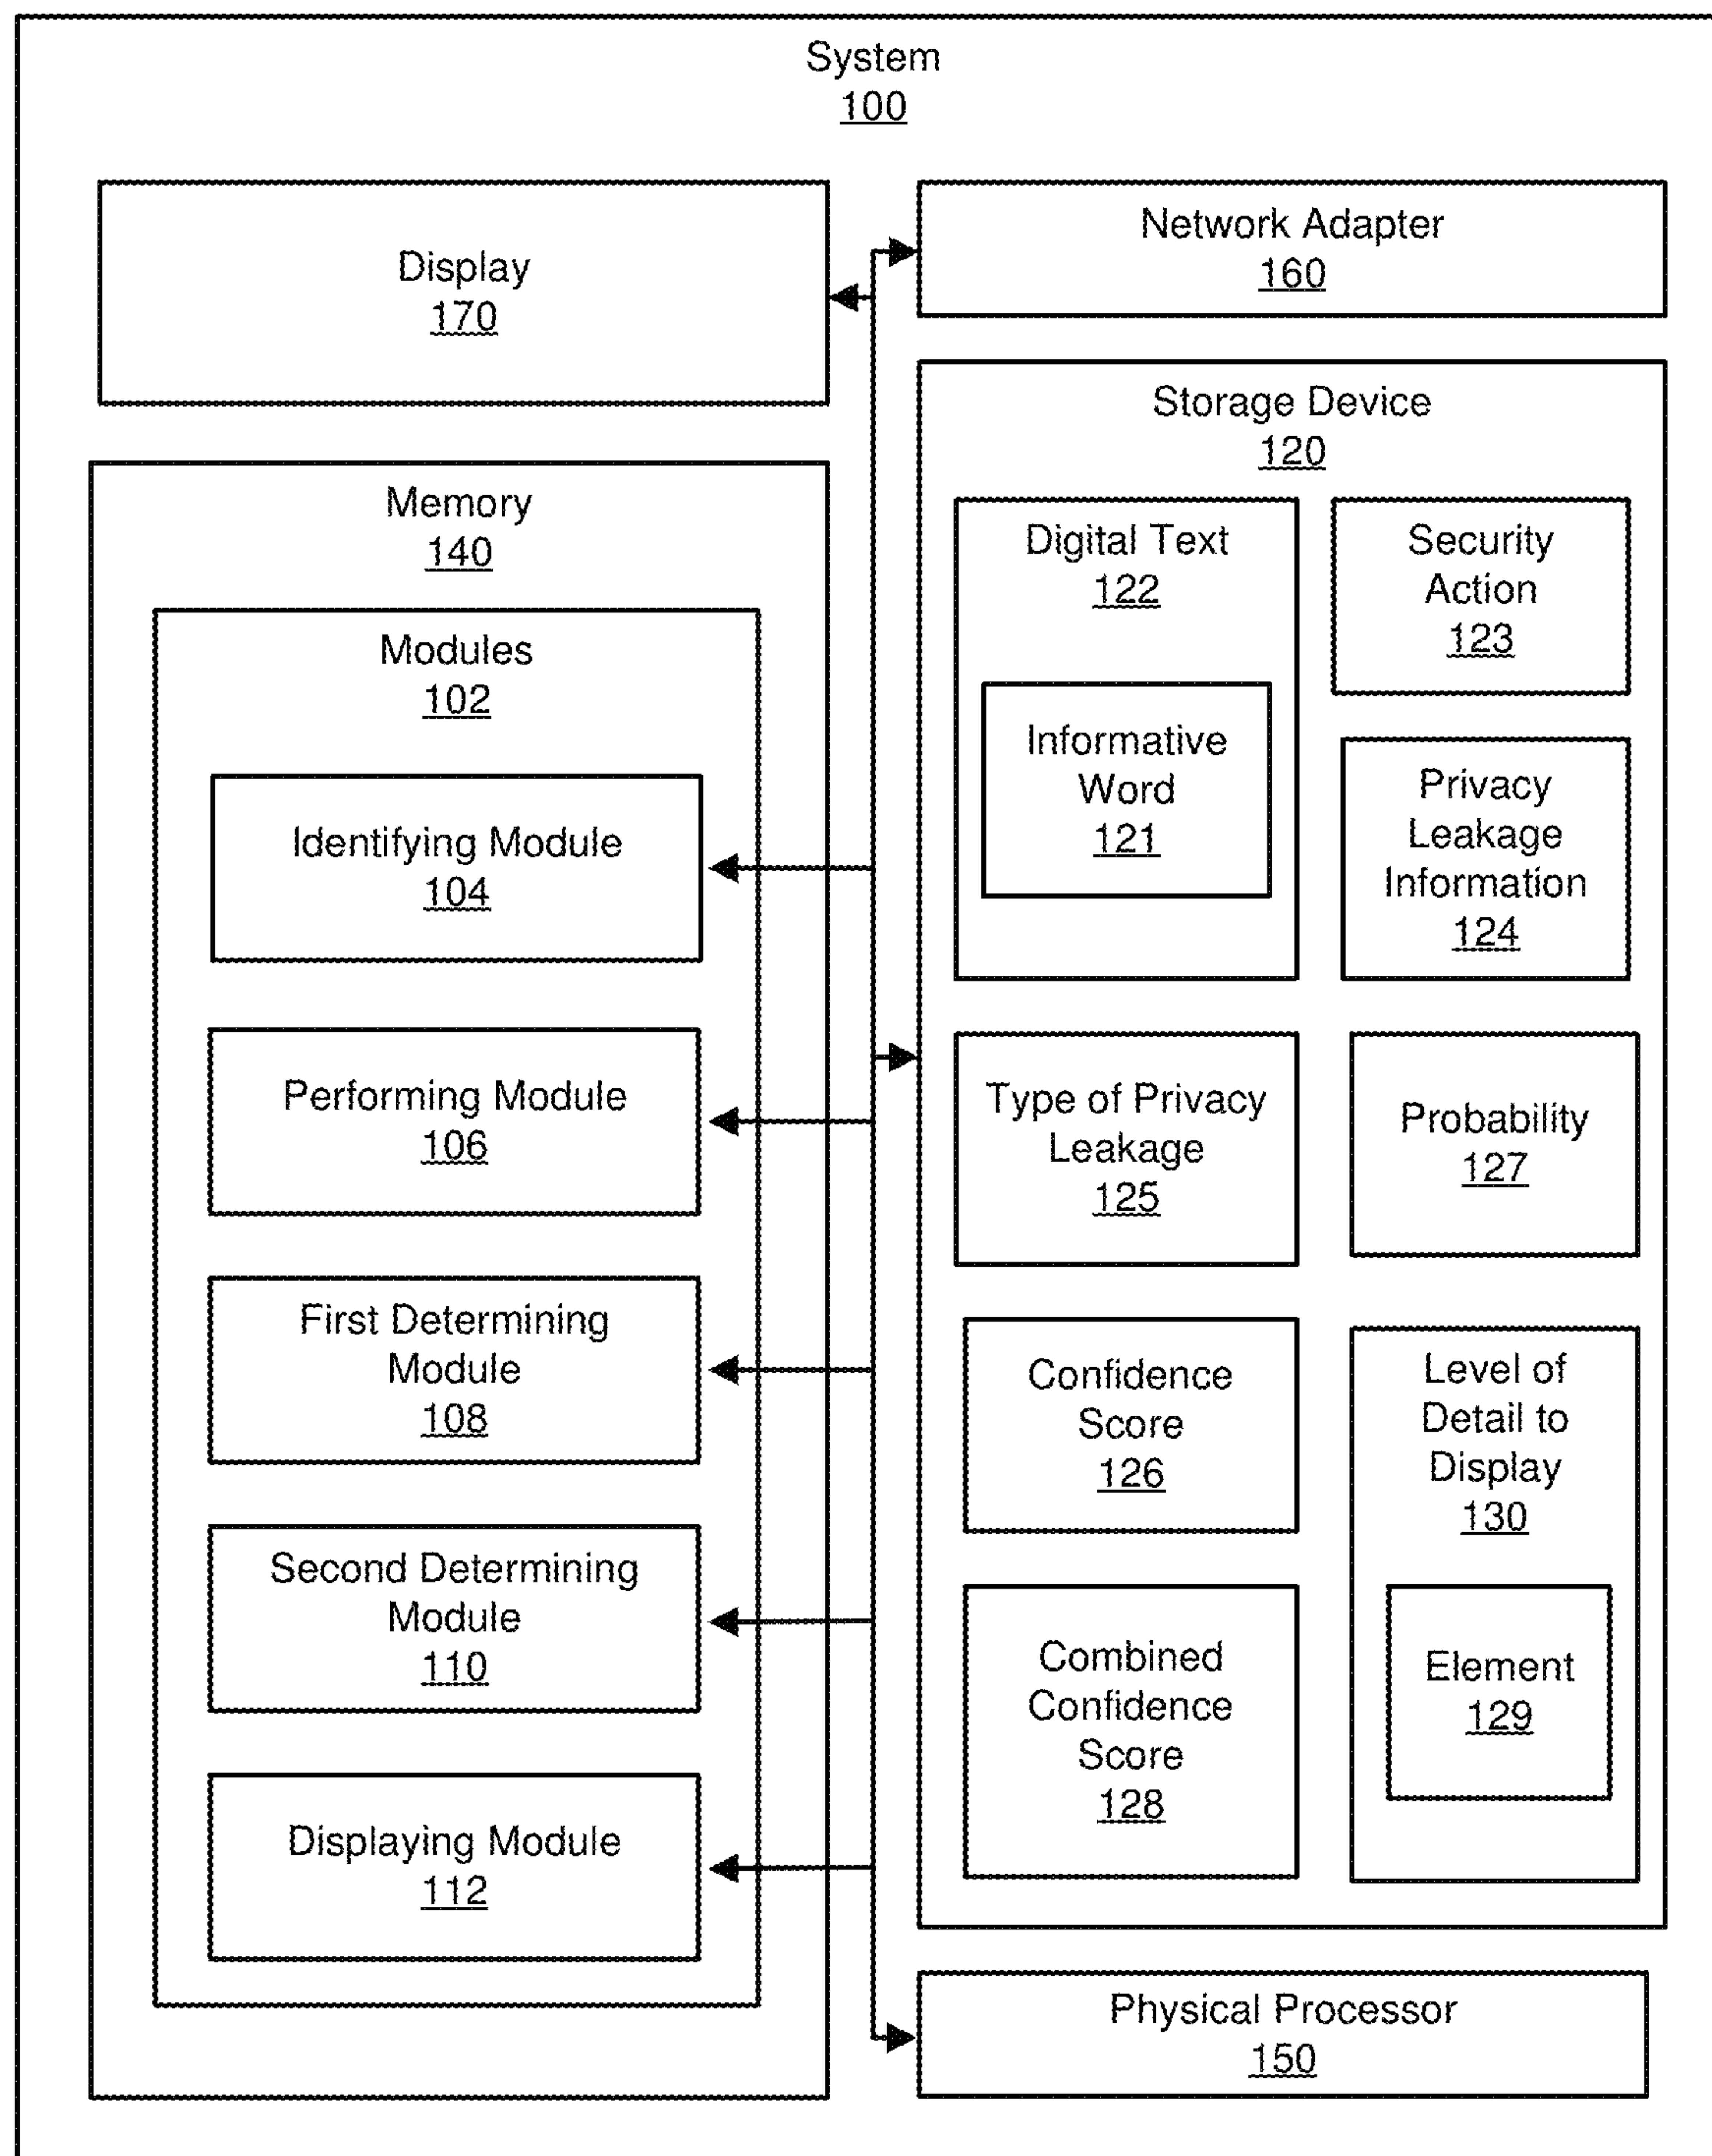 System
100
Display
170
Network Adapter
160
Memory
140
Modules
102
Identifying Module
104
Performing Module
106
First Determining
Module
108
Second Determining
Module
110
Displaying Module
112
Storage Device
120
Digital Text
122
Informative
Word
121
Security
Action
123
Privacy
Leakage
Information
124
Type of Privacy
Leakage
125
Probability
127
Confidence
Score
126
Level of
Detail to
Display
130
Combined
Confidence
Score
128
Element
129
Physical Processor
150